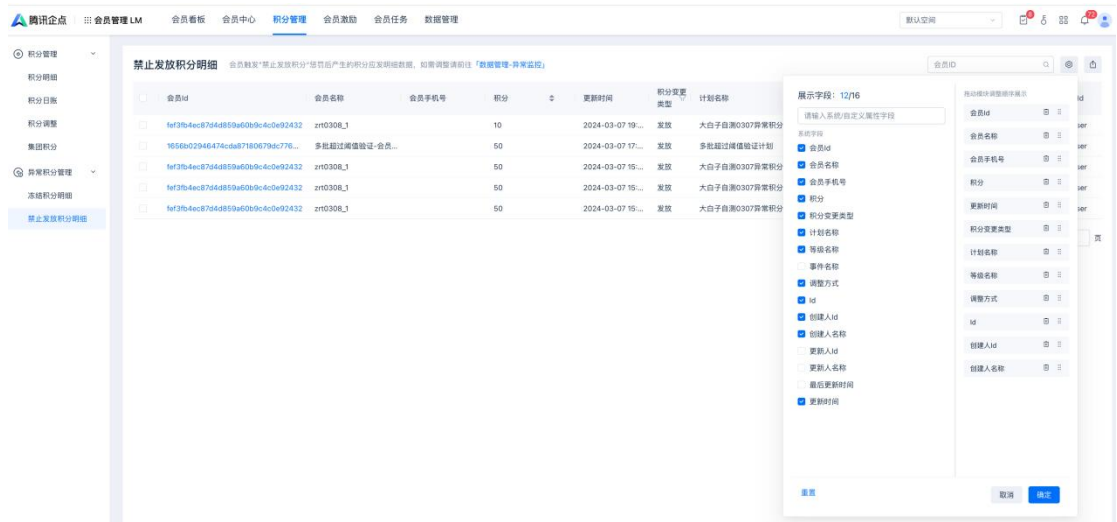 腾讯企点 会员管理 LM 会员看板 会员中心 积分管理 会员激励 会员任务 数据管理 默认空间 8 72
积分管理
积分明细
积分日账
积分调整
集团积分
异常积分管理
冻结积分明细
禁止发放积分明细
禁止发放积分明细 会员触发"禁止发放积分"惩罚后产生的积分应发明细数据，如需调整请前往「数据管理-异常监控」 会员ID
会员Id 会员名称 会员手机号 积分 更新时间 积分变更类型 计划名称
fef3fb4ec87d4d859a60b9c4c0e92432 zrt0308_1 10 2024-03-07 19:... 发放 大白子自测0307异常积分
1656b02946474cda87180679dc776... 多批超过阈值验证-会员... 50 2024-03-07 17:... 发放 多批超过阈值验证计划
fef3fb4ec87d4d859a60b9c4c0e92432 zrt0308_1 50 2024-03-07 15:... 发放 大白子自测0307异常积分
fef3fb4ec87d4d859a60b9c4c0e92432 zrt0308_1 50 2024-03-07 15:... 发放 大白子自测0307异常积分
fef3fb4ec87d4d859a60b9c4c0e92432 zrt0308_1 50 2024-03-07 15:... 发放 大白子自测0307异常积分
页
展示字段：12/16
请输入系统/自定义属性字段
系统字段
会员Id
会员名称
会员手机号
积分
积分变更类型
计划名称
等级名称
事件名称
调整方式
Id
创建人Id
创建人名称
更新人Id
更新人名称
最后更新时间
更新时间
拖动模块调整顺序展示
会员Id
会员名称
会员手机号
积分
更新时间
积分变更类型
计划名称
等级名称
调整方式
Id
创建人Id
创建人名称
重置 取消 确定